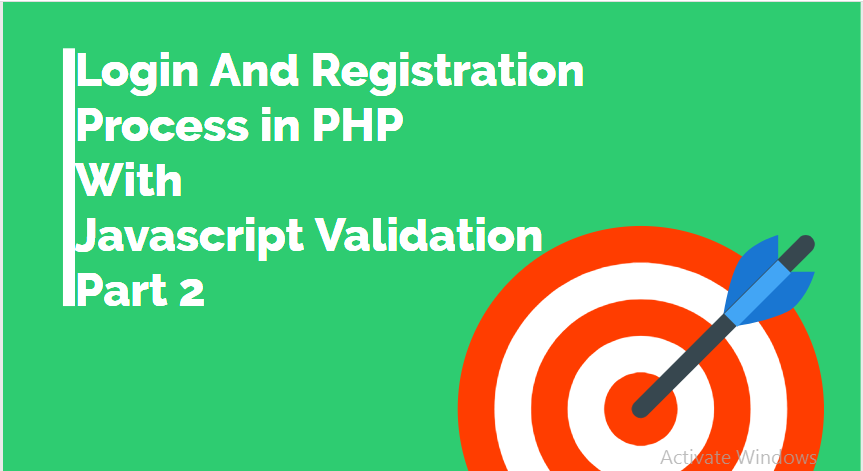 Login And Registration
Process in PHP
With
Javascript Validation
Part 2
Activate Windows